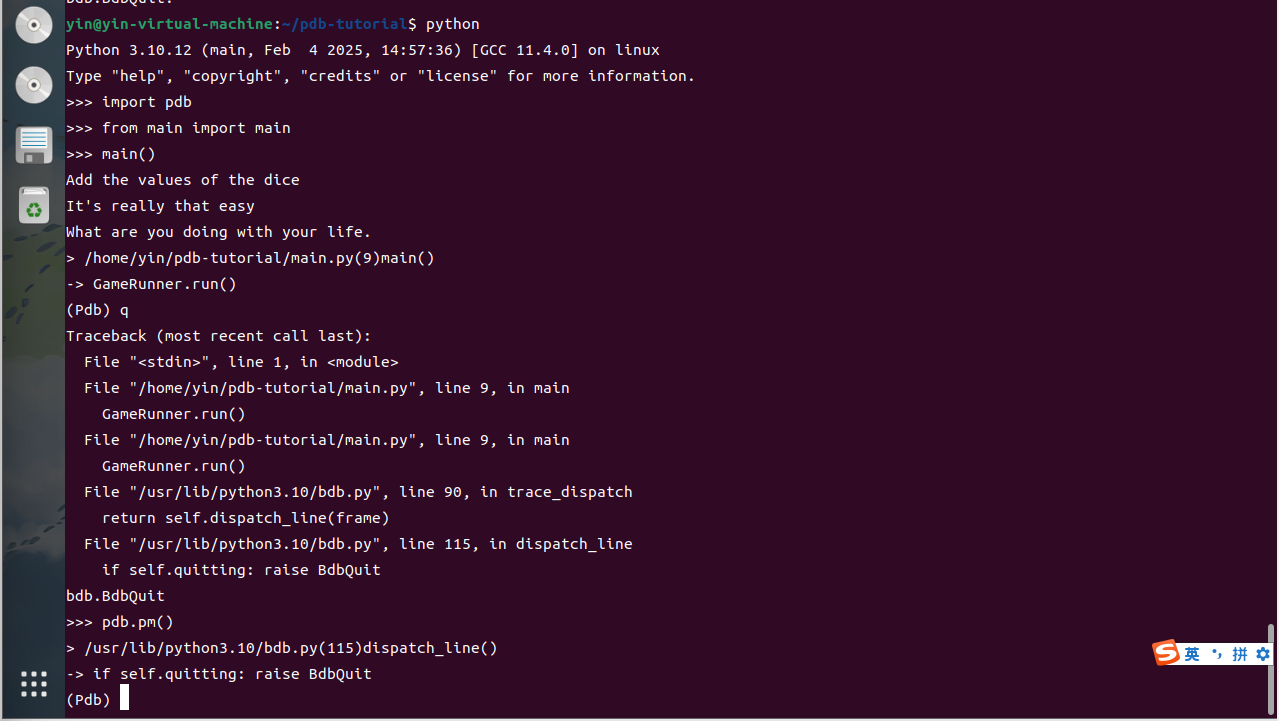 bdb.BdbQuit.
yin@yin-virtual-machine:~/pdb-tutorial$ python
Python 3.10.12 (main, Feb  4 2025, 14:57:36) [GCC 11.4.0] on linux
Type "help", "copyright", "credits" or "license" for more information.
>>> import pdb
>>> from main import main
>>> main()
Add the values of the dice
It's really that easy
What are you doing with your life.
> /home/yin/pdb-tutorial/main.py(9)main()
-> GameRunner.run()
(Pdb) q
Traceback (most recent call last):
  File "<stdin>", line 1, in <module>
  File "/home/yin/pdb-tutorial/main.py", line 9, in main
    GameRunner.run()
  File "/home/yin/pdb-tutorial/main.py", line 9, in main
    GameRunner.run()
  File "/usr/lib/python3.10/bdb.py", line 90, in trace_dispatch
    return self.dispatch_line(frame)
  File "/usr/lib/python3.10/bdb.py", line 115, in dispatch_line
    if self.quitting: raise BdbQuit
bdb.BdbQuit
>>> pdb.pm()
> /usr/lib/python3.10/bdb.py(115)dispatch_line()
-> if self.quitting: raise BdbQuit
(Pdb)
S 英 拼